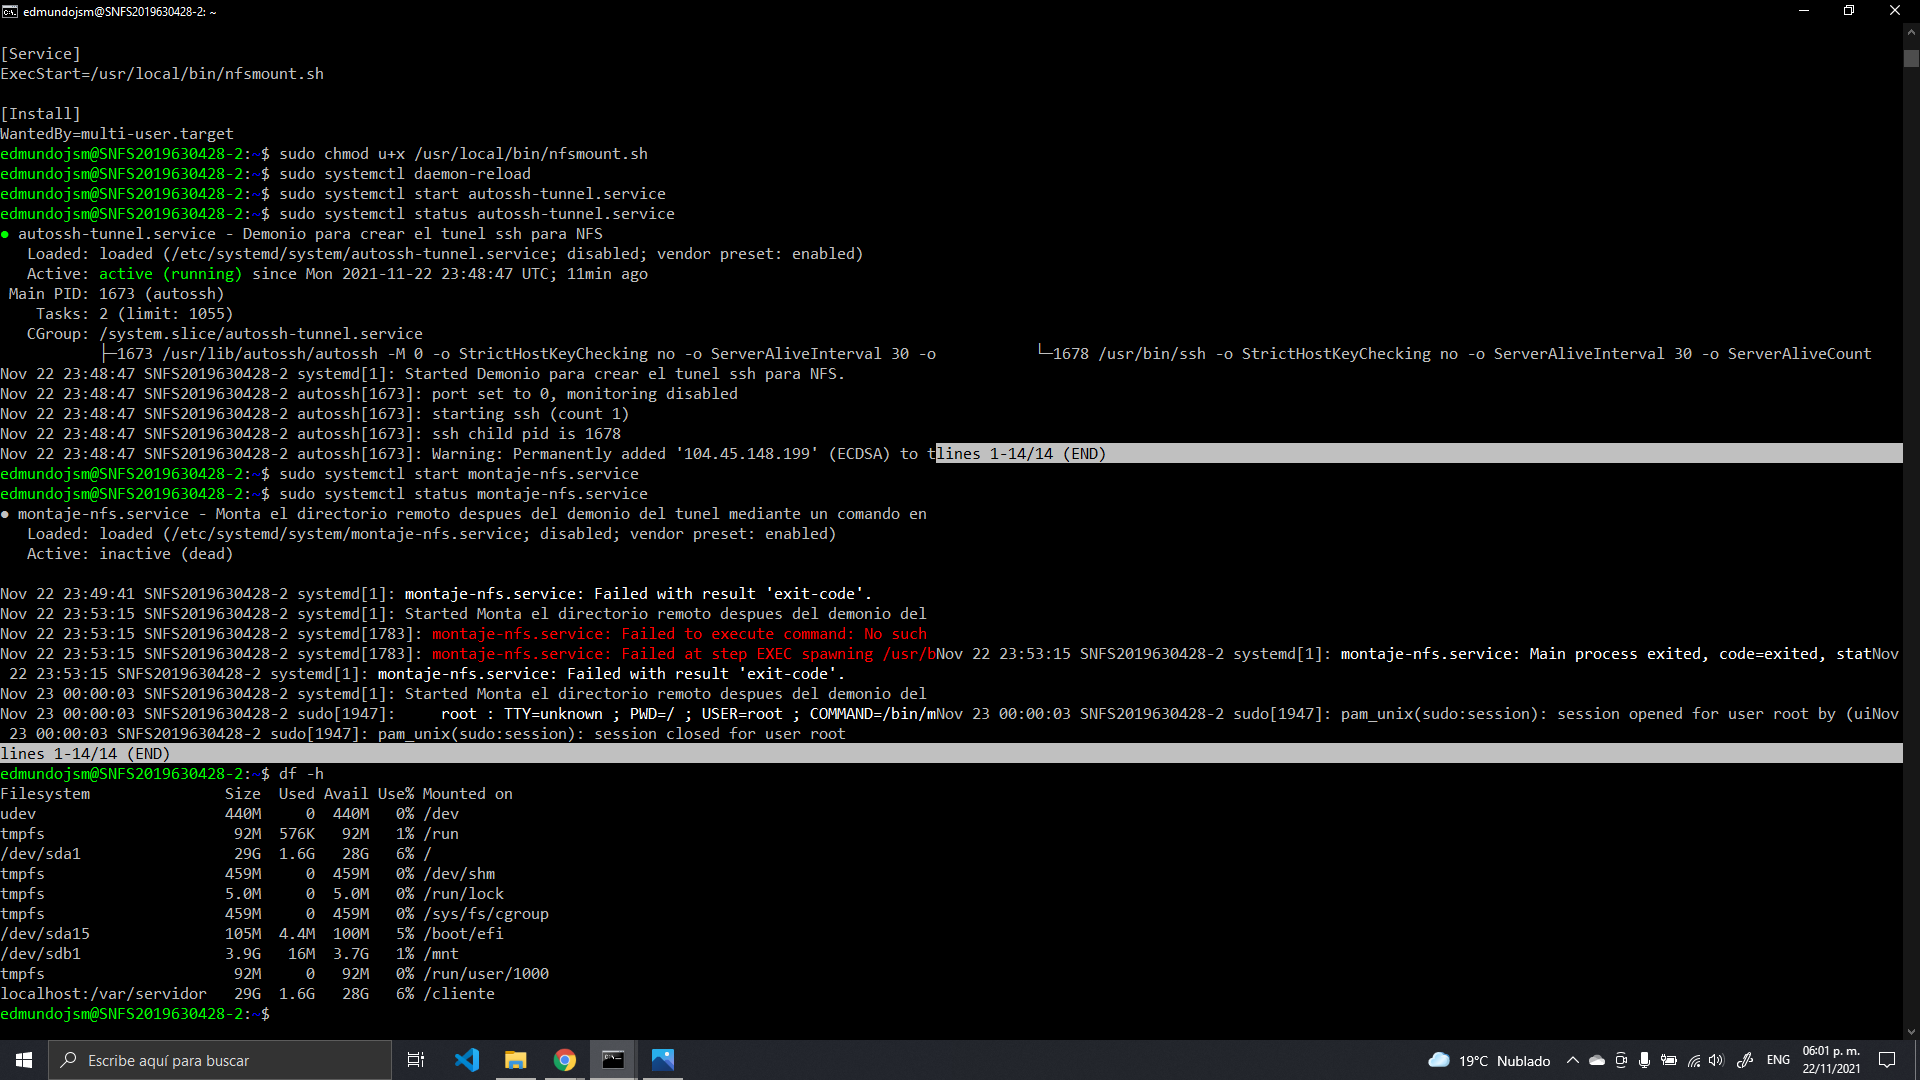 edmundojsm@SNFS2019630428-2: ~
[Service]
ExecStart=/usr/local/bin/nfsmount.sh
[Install]
WantedBy=multi-user.target
edmundojsm@SNFS2019630428-2:~$ sudo chmod u+x /usr/local/bin/nfsmount.sh
edmundojsm@SNFS2019630428-2:~$ sudo systemctl daemon-reload
edmundojsm@SNFS2019630428-2:~$ sudo systemctl start autossh-tunnel.service
edmundojsm@SNFS2019630428-2:~$ sudo systemctl status autossh-tunnel.service
● autossh-tunnel.service - Demonio para crear el tunel ssh para NFS
   Loaded: loaded (/etc/systemd/system/autossh-tunnel.service; disabled; vendor preset: enabled)
   Active: active (running) since Mon 2021-11-22 23:48:47 UTC; 11min ago
 Main PID: 1673 (autossh)
    Tasks: 2 (limit: 1055)
   CGroup: /system.slice/autossh-tunnel.service
           ├─1673 /usr/lib/autossh/autossh -M 0 -o StrictHostKeyChecking no -o ServerAliveInterval 30 -o           └─1678 /usr/bin/ssh -o StrictHostKeyChecking no -o ServerAliveInterval 30 -o ServerAliveCount
Nov 22 23:48:47 SNFS2019630428-2 systemd[1]: Started Demonio para crear el tunel ssh para NFS.
Nov 22 23:48:47 SNFS2019630428-2 autossh[1673]: port set to 0, monitoring disabled
Nov 22 23:48:47 SNFS2019630428-2 autossh[1673]: starting ssh (count 1)
Nov 22 23:48:47 SNFS2019630428-2 autossh[1673]: ssh child pid is 1678
Nov 22 23:48:47 SNFS2019630428-2 autossh[1673]: Warning: Permanently added '104.45.148.199' (ECDSA) to tlines 1-14/14 (END)
edmundojsm@SNFS2019630428-2:~$ sudo systemctl start montaje-nfs.service
edmundojsm@SNFS2019630428-2:~$ sudo systemctl status montaje-nfs.service
● montaje-nfs.service - Monta el directorio remoto despues del demonio del tunel mediante un comando en
   Loaded: loaded (/etc/systemd/system/montaje-nfs.service; disabled; vendor preset: enabled)
   Active: inactive (dead)
Nov 22 23:49:41 SNFS2019630428-2 systemd[1]: montaje-nfs.service: Failed with result 'exit-code'.
Nov 22 23:53:15 SNFS2019630428-2 systemd[1]: Started Monta el directorio remoto despues del demonio del
Nov 22 23:53:15 SNFS2019630428-2 systemd[1783]: montaje-nfs.service: Failed to execute command: No such
Nov 22 23:53:15 SNFS2019630428-2 systemd[1783]: montaje-nfs.service: Failed at step EXEC spawning /usr/bNov 22 23:53:15 SNFS2019630428-2 systemd[1]: montaje-nfs.service: Main process exited, code=exited, statNov
 22 23:53:15 SNFS2019630428-2 systemd[1]: montaje-nfs.service: Failed with result 'exit-code'.
Nov 23 00:00:03 SNFS2019630428-2 systemd[1]: Started Monta el directorio remoto despues del demonio del
Nov 23 00:00:03 SNFS2019630428-2 sudo[1947]:     root : TTY=unknown ; PWD=/ ; USER=root ; COMMAND=/bin/mNov 23 00:00:03 SNFS2019630428-2 sudo[1947]: pam_unix(sudo:session): session opened for user root by (uiNov
 23 00:00:03 SNFS2019630428-2 sudo[1947]: pam_unix(sudo:session): session closed for user root
lines 1-14/14 (END)
edmundojsm@SNFS2019630428-2:~$ df -h
Filesystem               Size  Used Avail Use% Mounted on
udev                     440M     0  440M   0% /dev
tmpfs                     92M  576K   92M   1% /run
/dev/sda1                 29G  1.6G   28G   6% /
tmpfs                    459M     0  459M   0% /dev/shm
tmpfs                    5.0M     0  5.0M   0% /run/lock
tmpfs                    459M     0  459M   0% /sys/fs/cgroup
/dev/sda15               105M  4.4M  100M   5% /boot/efi
/dev/sdb1                3.9G   16M  3.7G   1% /mnt
tmpfs                     92M     0   92M   0% /run/user/1000
localhost:/var/servidor   29G  1.6G   28G   6% /cliente
edmundojsm@SNFS2019630428-2:~$
Escribe aquí para buscar
19°C Nublado
ENG
06:01 p. m.
22/11/2021